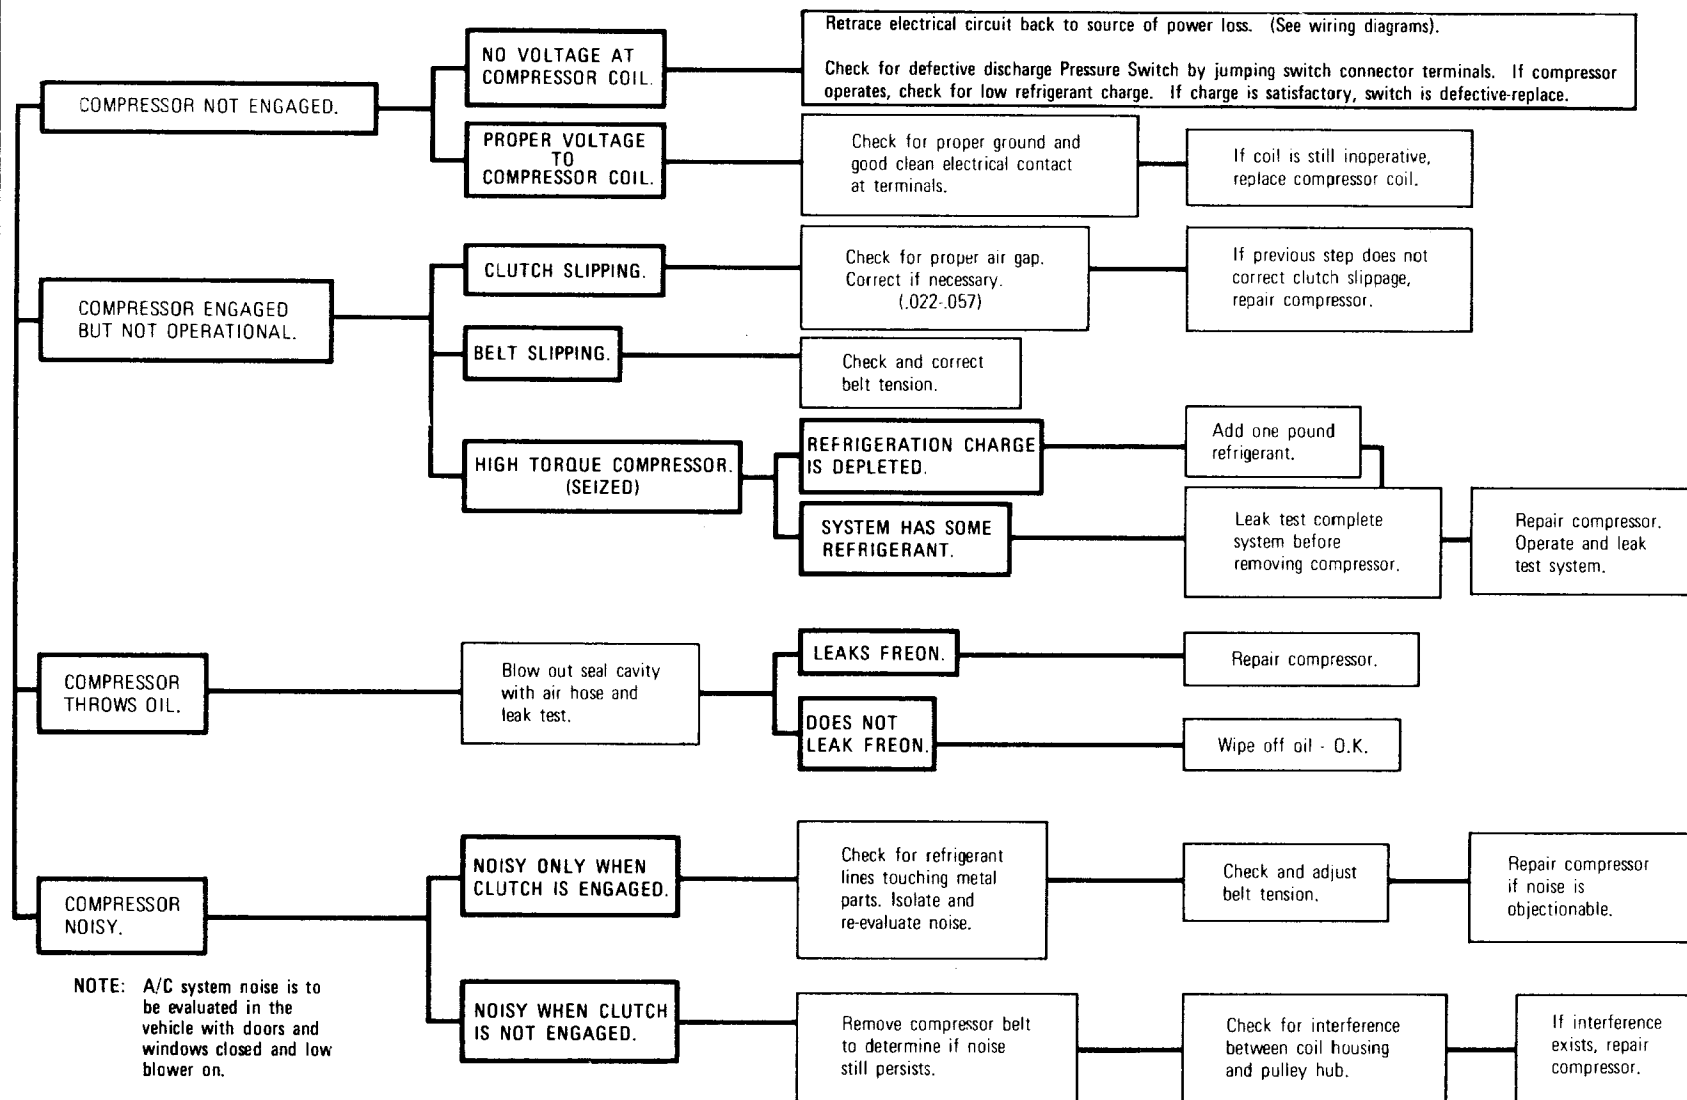 COMPRESSOR NOT ENGAGED.
NO VOLTAGE AT
COMPRESSOR COIL.
Retrace electrical circuit back to source of power loss. (See wiring diagrams).
Check for defective discharge Pressure Switch by jumping switch connector terminals. If compressor
operates, check for low refrigerant charge. If charge is satisfactory, switch is defective-replace.
PROPER VOLTAGE
TO
COMPRESSOR COIL.
Check for proper ground and
good clean electrical contact
at terminals.
If coil is still inoperative,
replace compressor coil.
COMPRESSOR ENGAGED
BUT NOT OPERATIONAL.
CLUTCH SLIPPING.
Check for proper air gap.
Correct if necessary.
(.022-.057)
If previous step does not
correct clutch slippage,
repair compressor.
BELT SLIPPING.
Check and correct
belt tension.
HIGH TORQUE COMPRESSOR.
(SEIZED)
REFRIGERATION CHARGE
IS DEPLETED.
Add one pound
refrigerant.
SYSTEM HAS SOME
REFRIGERANT.
Leak test complete
system before
removing compressor.
Repair compressor.
Operate and leak
test system.
COMPRESSOR
THROWS OIL.
Blow out seal cavity
with air hose and
leak test.
LEAKS FREON.
Repair compressor.
DOES NOT
LEAK FREON.
Wipe off oil - O.K.
COMPRESSOR
NOISY.
NOISY ONLY WHEN
CLUTCH IS ENGAGED.
Check for refrigerant
lines touching metal
parts. Isolate and
re-evaluate noise.
Check and adjust
belt tension.
Repair compressor
if noise is
objectionable.
NOISY WHEN CLUTCH
IS NOT ENGAGED.
Remove compressor belt
to determine if noise
still persists.
Check for interference
between coil housing
and pulley hub.
If interference
exists, repair
compressor.
NOTE: A/C system noise is to
be evaluated in the
vehicle with doors and
windows closed and low
blower on.